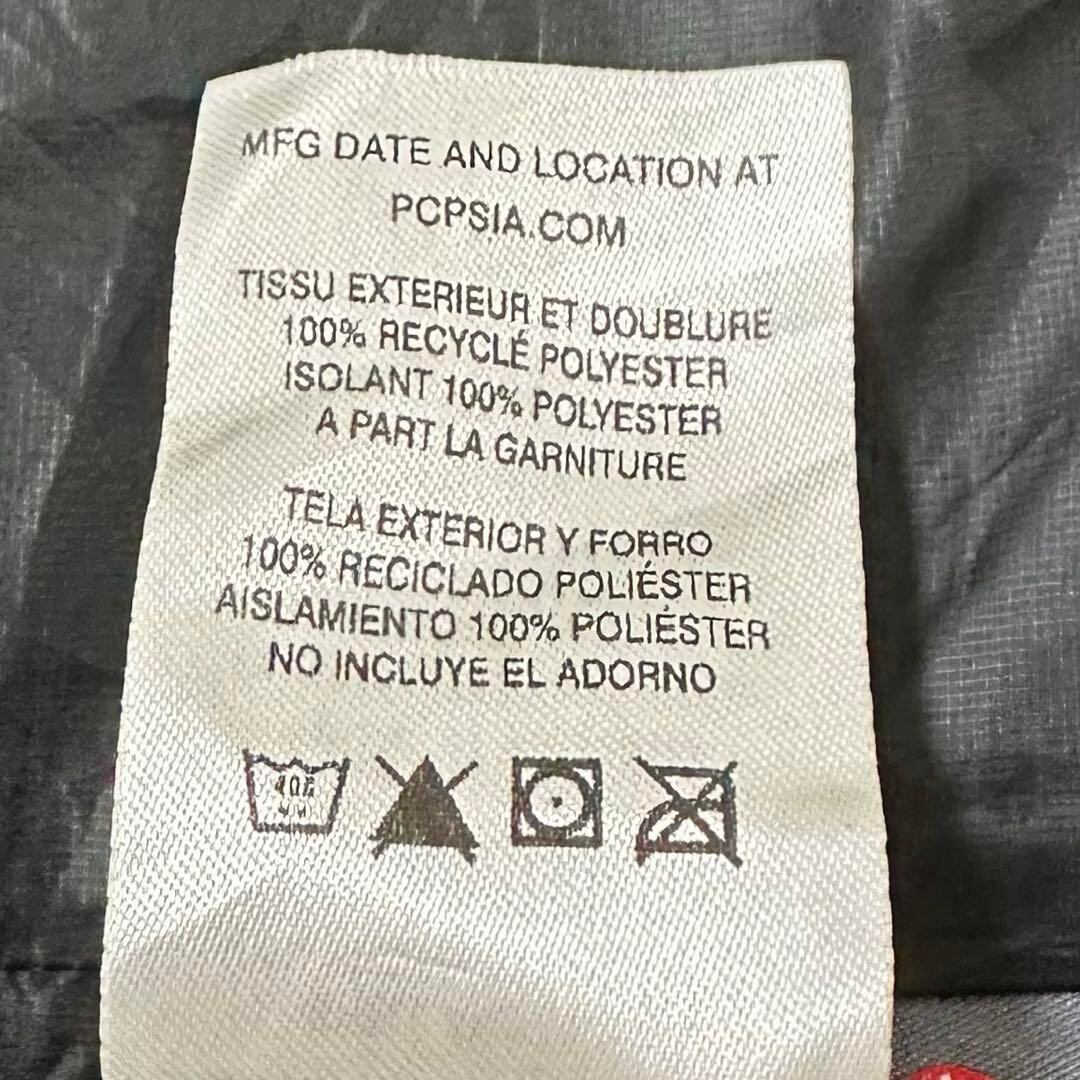 MFG DATE AND LOCATION AT
PCPSIA.COM
TISSU EXTERIEUR ET DOUBLURE
100% RECYCLÉ POLYESTER
ISOLANT 100% POLYESTER
A PART LA GARNITURE
TELA EXTERIOR Y FORRO
100% RECICLADO POLIÉSTER
AISLAMIENTO 100% POLIÉSTER
NO INCLUYE EL ADORNO